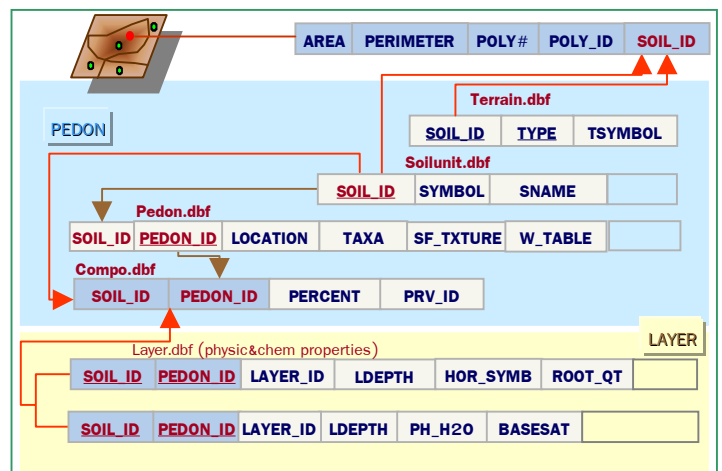 AREA PERIMETER POLY# POLY_ID SOIL_ID
Terrain.dbf
PEDON
SOIL_ID TYPE TSYMBOL
Soilunit.dbf
SOIL_ID SYMBOL SNAME
Pedon.dbf
SOIL_ID PEDON_ID LOCATION TAXA SF_TXTURE W_TABLE
Compo.dbf
SOIL_ID PEDON_ID PERCENT PRV_ID
LAYER
Layer.dbf (physic&chem properties)
SOIL_ID PEDON_ID LAYER_ID LDEPTH HOR_SYMB ROOT_QT
SOIL_ID PEDON_ID LAYER_ID LDEPTH PH_H2O BASESAT